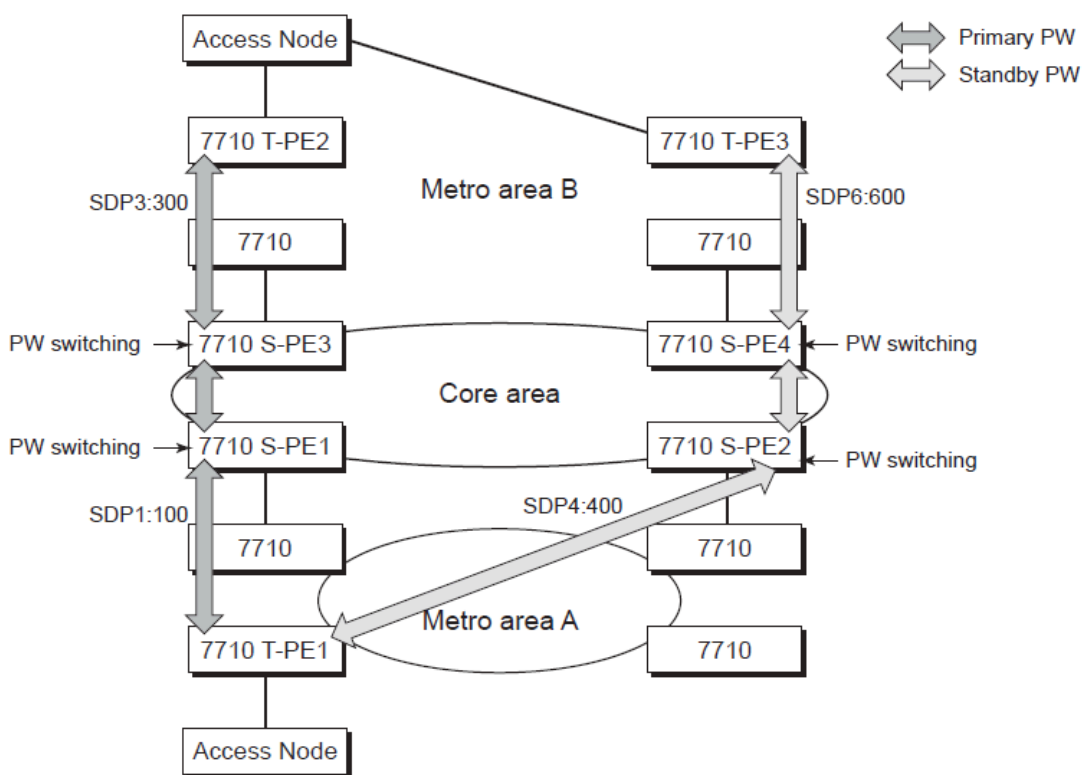 Access Node
Primary PW
Standby PW
7710 T-PE2
7710 T-PE3
Metro area B
SDP3:300
SDP6:600
7710
7710
PW switching
7710 S-PE3
7710 S-PE4
PW switching
Core area
PW switching
7710 S-PE1
7710 S-PE2
PW switching
SDP1:100
SDP4:400
7710
7710
Metro area A
7710 T-PE1
7710
Access Node